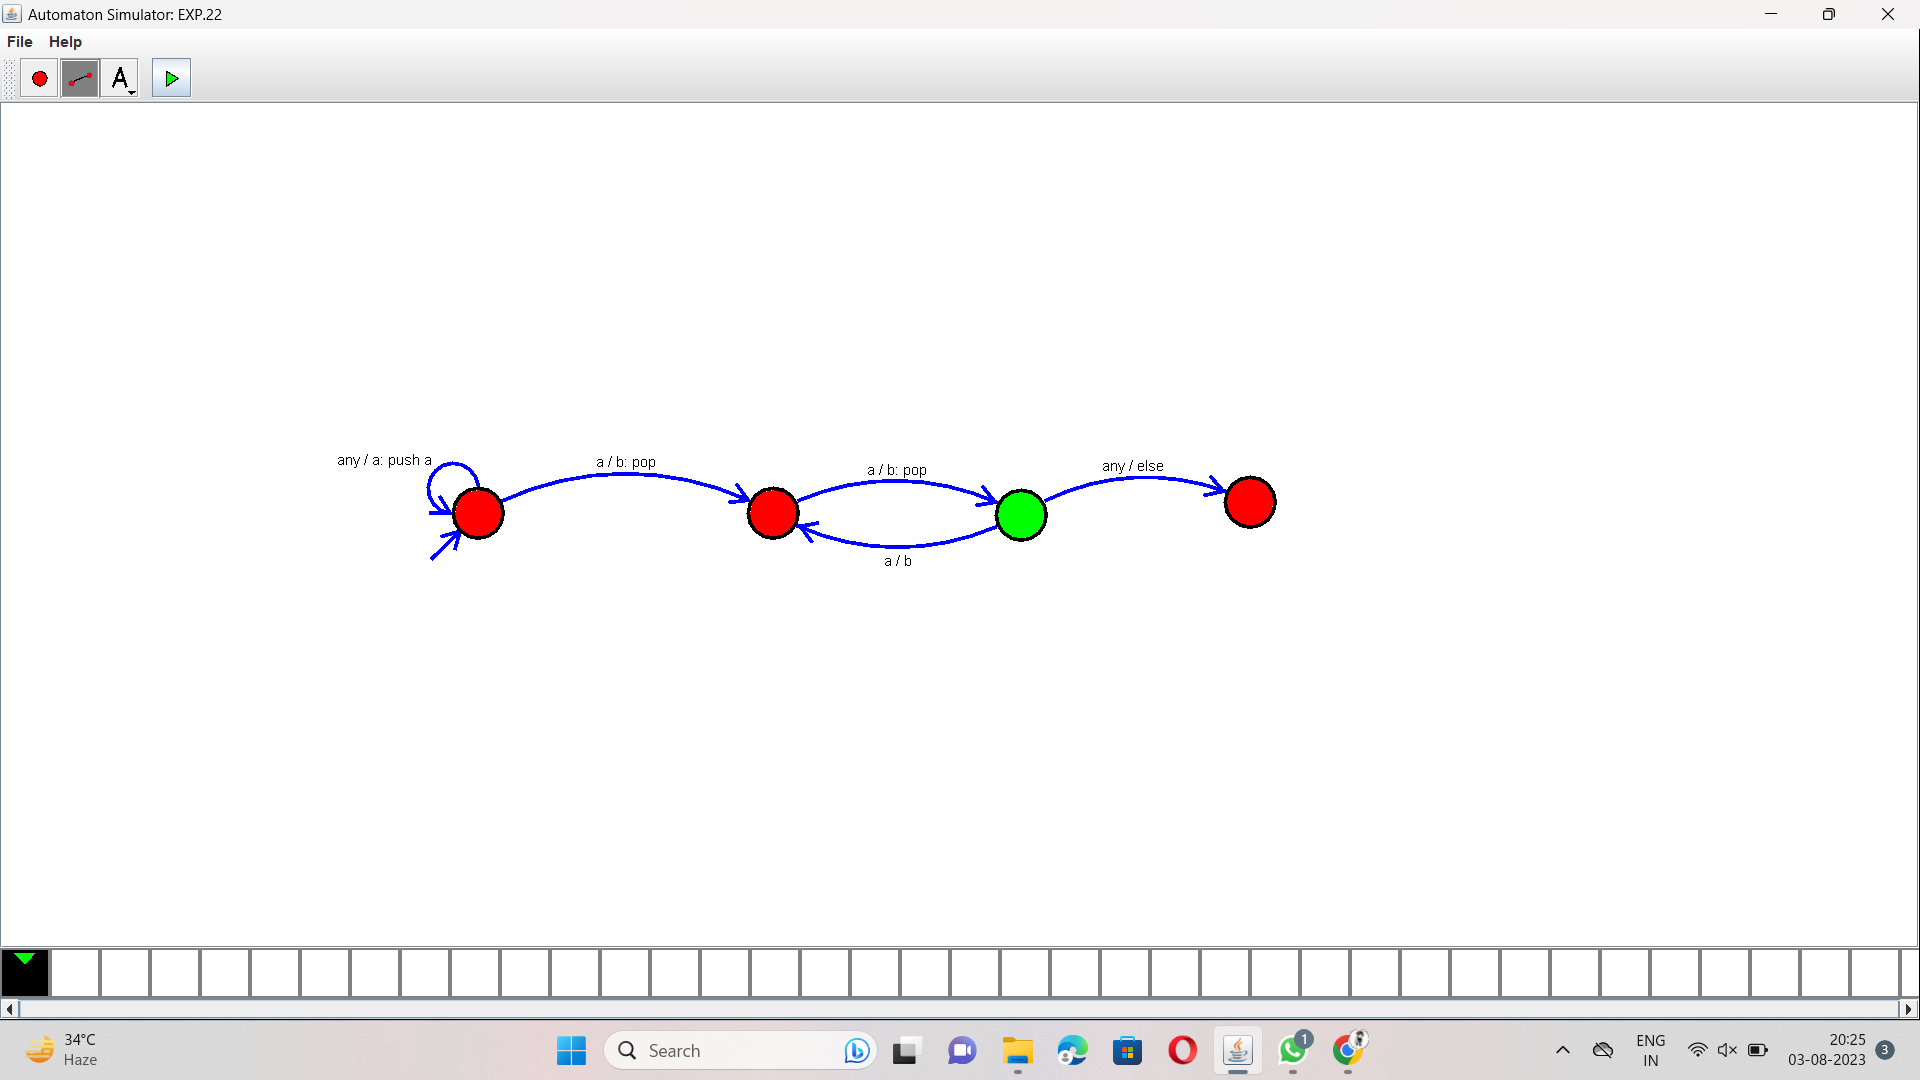 Automaton Simulator: EXP.22
File Help
A
any / a: push a
a / b: pop
a / b: pop
any / else
a / b
34°C
Haze
Search
1
ENG
IN
20:25
03-08-2023
3